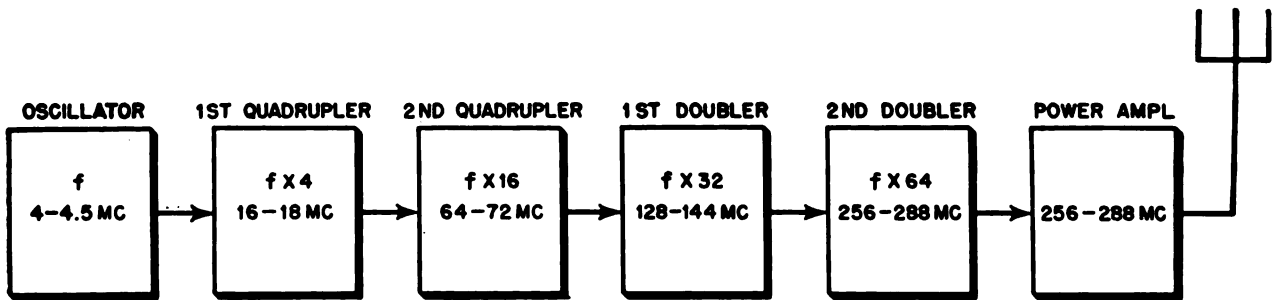 OSCILLATOR
f
4-4.5 MC
1ST QUADRUPLER
f X 4
16-18 MC
2ND QUADRUPLER
f X 16
64-72 MC
1ST DOUBLER
f X 32
128-144 MC
2ND DOUBLER
f X 64
256-288 MC
POWER AMPL
256-288 MC